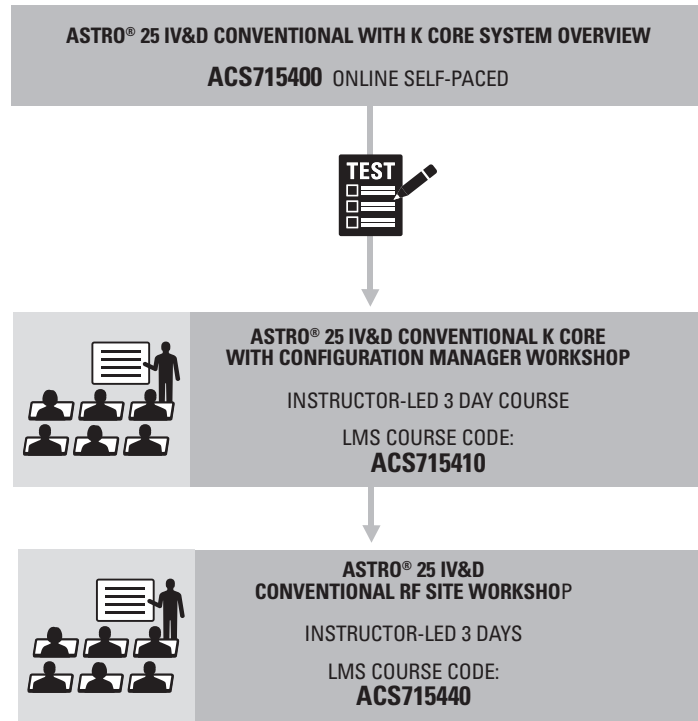 ASTRO® 25 IV&D CONVENTIONAL WITH K CORE SYSTEM OVERVIEW
ACS715400 ONLINE SELF-PACED
TEST
ASTRO® 25 IV&D CONVENTIONAL K CORE
WITH CONFIGURATION MANAGER WORKSHOP
INSTRUCTOR-LED 3 DAY COURSE
LMS COURSE CODE:
ACS715410
ASTRO® 25 IV&D
CONVENTIONAL RF SITE WORKSHOP
INSTRUCTOR-LED 3 DAYS
LMS COURSE CODE:
ACS715440